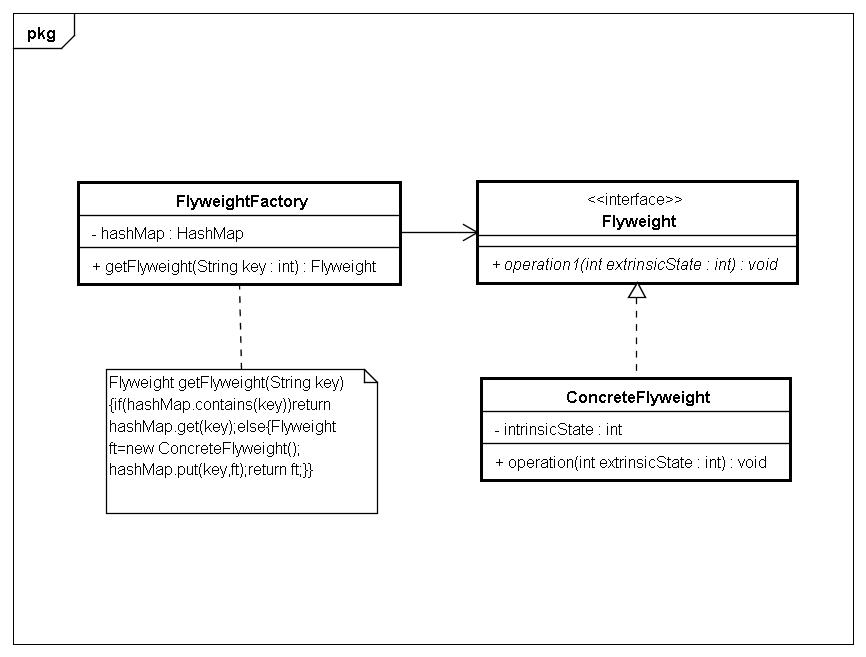 pkg
FlyweightFactory
- hashMap : HashMap
+ getFlyweight(String key : int) : Flyweight
<<interface>>
Flyweight
+ operation1(int extrinsicState : int) : void
Flyweight getFlyweight(String key)
{if(hashMap.contains(key))return
hashMap.get(key);else{Flyweight
ft=new ConcreteFlyweight();
hashMap.put(key,ft);return ft;}}
ConcreteFlyweight
- intrinsicState : int
+ operation(int extrinsicState : int) : void